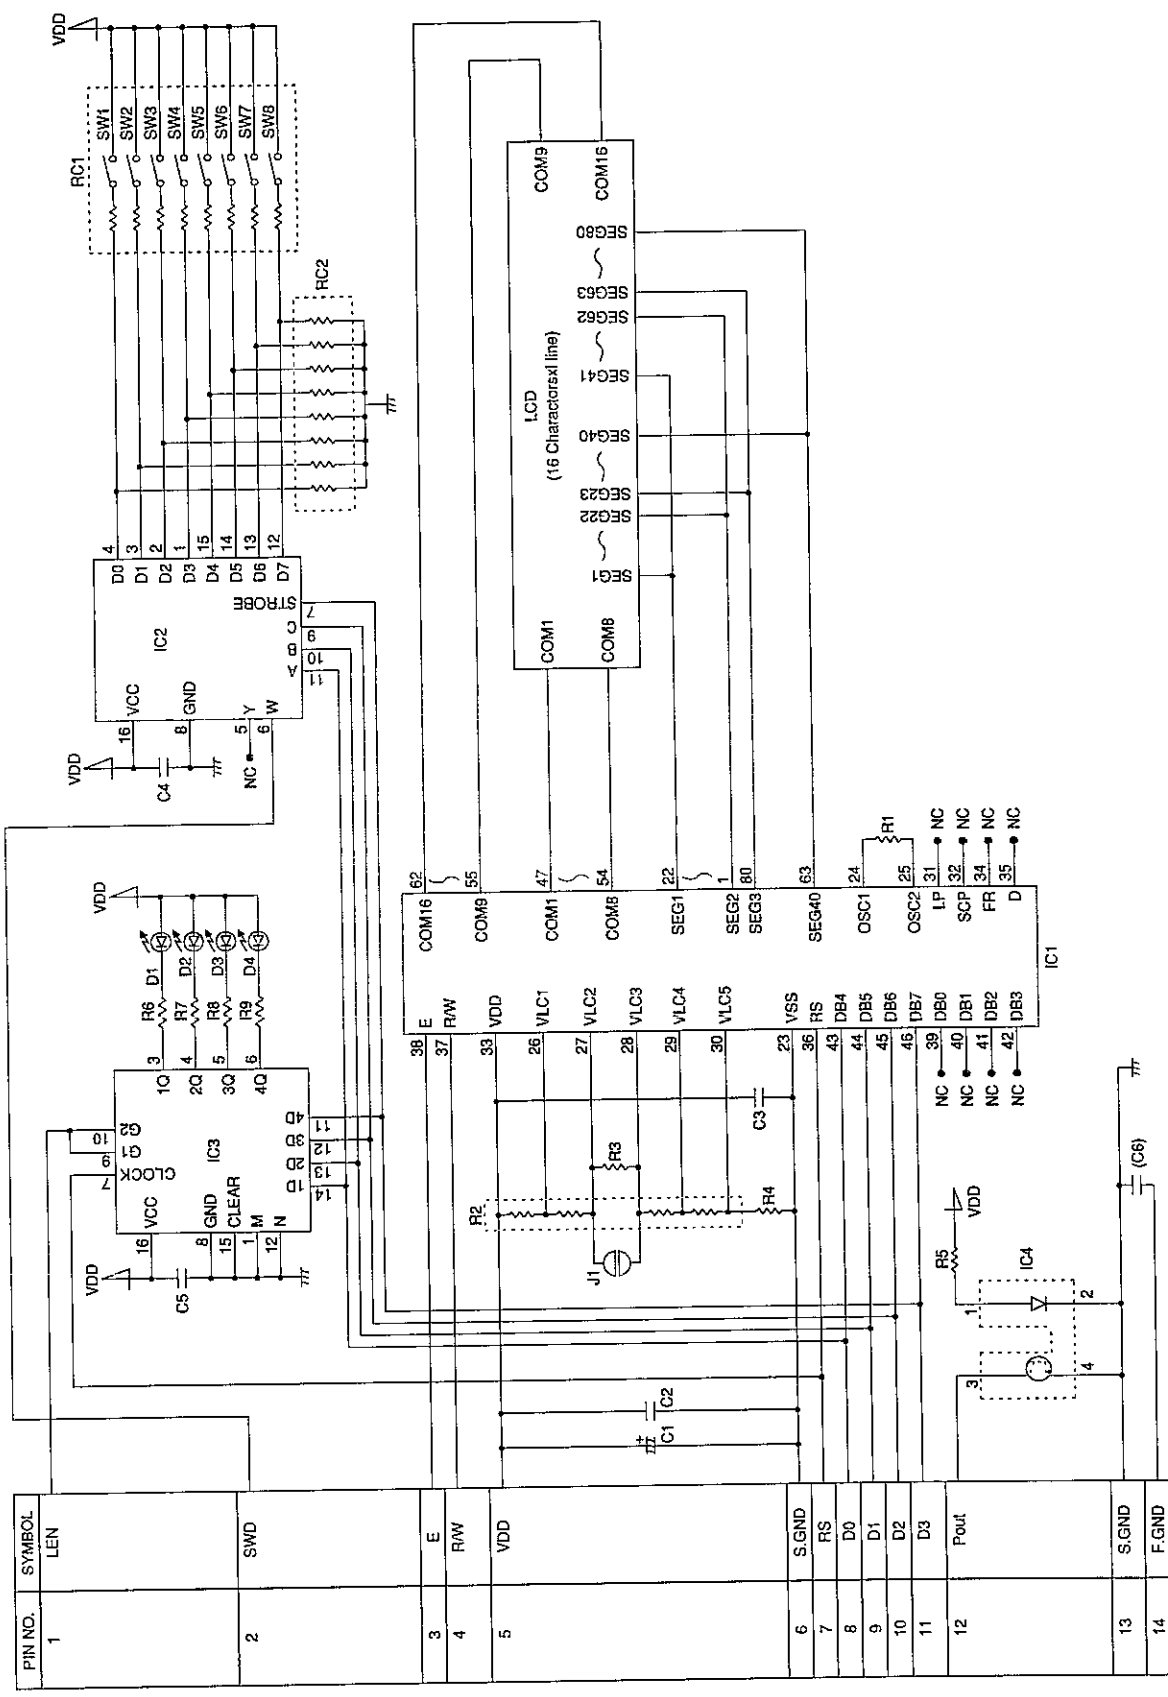 VDD
RC1
SW1
SW2
SW3
SW4
SW5
SW6
SW7
SW8
RC2
4 D0
3 D1
2 D2
1 D3
15 D4
14 D5
13 D6
12 D7
STROBE 7
C 9
B 10
A 11
IC2
VCC 16
GND 8
Y 5
W 6
VDD
C4
NC
VDD
D1
D2
D3
D4
R6
R7
R8
R9
1Q 3
2Q 4
3Q 5
4Q 6
G2 10
G1 9
CLOCK 7
IC3
4D 11
3D 12
2D 13
1D 14
VCC 16
GND 8
CLEAR 15
M 1
N 12
VDD
C5
COM9
COM16
SEG80
SEG63
SEG62
SEG41
SEG40
SEG23
SEG22
SEG1
LCD
(16 Charactorsxl line)
COM1
COM8
62 COM16
55 COM9
47 COM1
54 COM8
22 SEG1
1 SEG2
80 SEG3
63 SEG40
24 OSC1
25 OSC2
R1
31 LP NC
32 SCP NC
34 FR NC
35 D NC
IC1
E 38
R/W 37
VDD 33
VLC1 26
VLC2 27
VLC3 28
VLC4 29
VLC5 30
VSS 23
RS 36
DB4 43
DB5 44
DB6 45
DB7 46
DB0 39 NC
DB1 40 NC
DB2 41 NC
DB3 42 NC
C3
R3
R2
R4
J1
C2
C1
VDD
R5
IC4
1
2
3
4
(C6)
PIN NO. SYMBOL
1 LEN
2 SWD
3 E
4 R/W
5 VDD
6 S.GND
7 RS
8 D0
9 D1
10 D2
11 D3
12 Pout
13 S.GND
14 F.GND